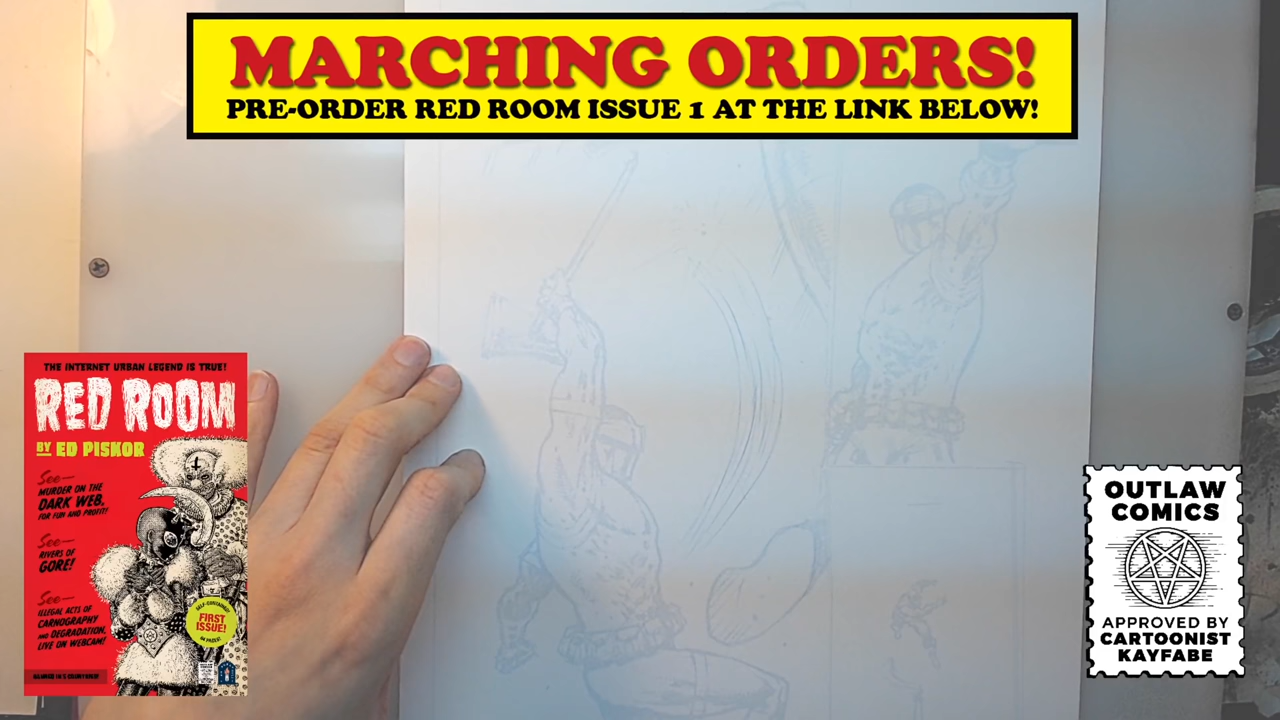 MARCHING ORDERS!
PRE-ORDER RED ROOM ISSUE 1 AT THE LINK BELOW!
THE INTERNET URBAN LEGEND IS TRUE!
RED ROOM
BY ED PISKOR
See—
MURDER ON THE
DARK WEB,
FOR FUN AND PROFIT!
See—
RIVERS OF
GORE!
See—
ILLEGAL ACTS OF
CARNOGRAPHY
AND DEGRADATION,
LIVE ON WEBCAM!
SELF-CONTAINED!
FIRST
ISSUE!
OUTLAW
COMICS
APPROVED BY
CARTOONIST
KAYFABE